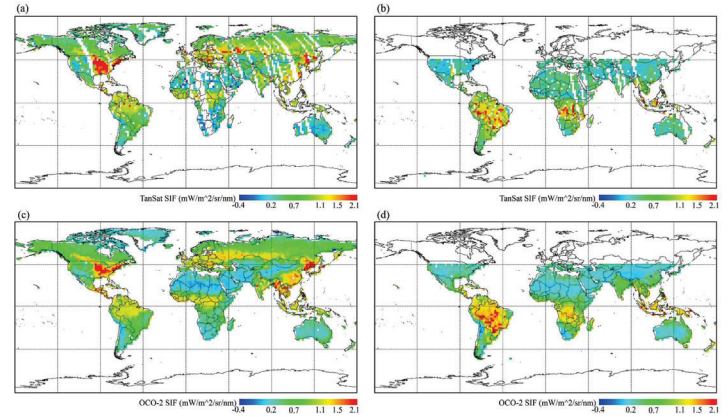 (a)
(b)
TanSat SIF (mW/m^2/sr/nm)
-0.4 0.2 0.7 1.1 1.5 2.1
TanSat SIF (mW/m^2/sr/nm)
-0.4 0.2 0.7 1.1 1.5 2.1
(c)
(d)
OCO-2 SIF (mW/m^2/sr/nm)
-0.4 0.2 0.7 1.1 1.5 2.1
OCO-2 SIF (mW/m^2/sr/nm)
-0.4 0.2 0.7 1.1 1.5 2.1